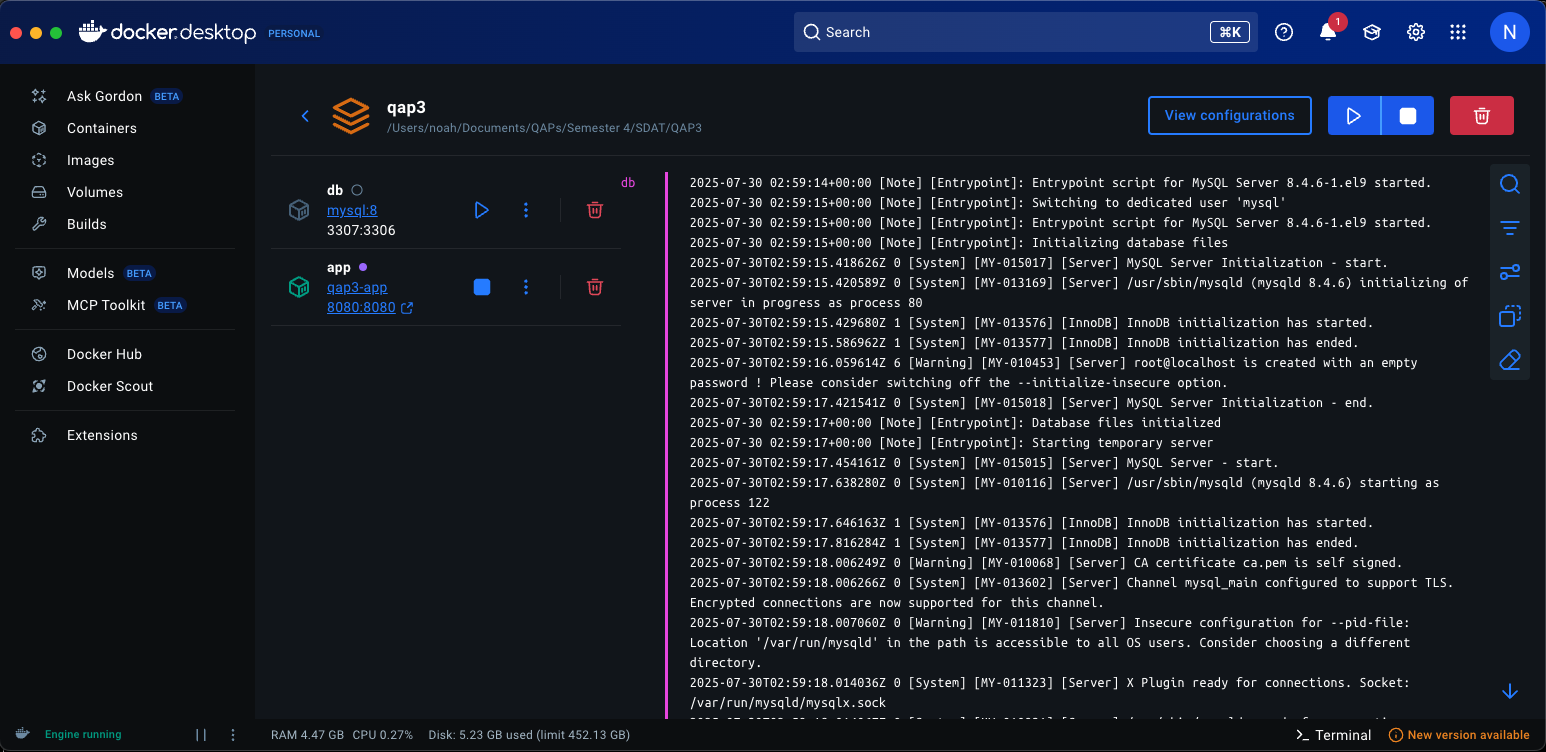 docker.desktop PERSONAL
Search
⌘K
1
N
Ask Gordon BETA
Containers
Images
Volumes
Builds
Models BETA
MCP Toolkit BETA
Docker Hub
Docker Scout
Extensions
qap3
/Users/noah/Documents/QAPs/Semester 4/SDAT/QAP3
View configurations
db
mysql:8
3307:3306
app
qap3-app
8080:8080
db
2025-07-30 02:59:14+00:00 [Note] [Entrypoint]: Entrypoint script for MySQL Server 8.4.6-1.el9 started.
2025-07-30 02:59:15+00:00 [Note] [Entrypoint]: Switching to dedicated user 'mysql'
2025-07-30 02:59:15+00:00 [Note] [Entrypoint]: Entrypoint script for MySQL Server 8.4.6-1.el9 started.
2025-07-30 02:59:15+00:00 [Note] [Entrypoint]: Initializing database files
2025-07-30T02:59:15.418626Z 0 [System] [MY-015017] [Server] MySQL Server Initialization - start.
2025-07-30T02:59:15.420589Z 0 [System] [MY-013169] [Server] /usr/sbin/mysqld (mysqld 8.4.6) initializing of
server in progress as process 80
2025-07-30T02:59:15.429680Z 1 [System] [MY-013576] [InnoDB] InnoDB initialization has started.
2025-07-30T02:59:15.586962Z 1 [System] [MY-013577] [InnoDB] InnoDB initialization has ended.
2025-07-30T02:59:16.059614Z 6 [Warning] [MY-010453] [Server] root@localhost is created with an empty
password ! Please consider switching off the --initialize-insecure option.
2025-07-30T02:59:17.421541Z 0 [System] [MY-015018] [Server] MySQL Server Initialization - end.
2025-07-30 02:59:17+00:00 [Note] [Entrypoint]: Database files initialized
2025-07-30 02:59:17+00:00 [Note] [Entrypoint]: Starting temporary server
2025-07-30T02:59:17.454161Z 0 [System] [MY-015015] [Server] MySQL Server - start.
2025-07-30T02:59:17.638280Z 0 [System] [MY-010116] [Server] /usr/sbin/mysqld (mysqld 8.4.6) starting as
process 122
2025-07-30T02:59:17.646163Z 1 [System] [MY-013576] [InnoDB] InnoDB initialization has started.
2025-07-30T02:59:17.816284Z 1 [System] [MY-013577] [InnoDB] InnoDB initialization has ended.
2025-07-30T02:59:18.006249Z 0 [Warning] [MY-010068] [Server] CA certificate ca.pem is self signed.
2025-07-30T02:59:18.006266Z 0 [System] [MY-013602] [Server] Channel mysql_main configured to support TLS.
Encrypted connections are now supported for this channel.
2025-07-30T02:59:18.007060Z 0 [Warning] [MY-011810] [Server] Insecure configuration for --pid-file:
Location '/var/run/mysqld' in the path is accessible to all OS users. Consider choosing a different
directory.
2025-07-30T02:59:18.014036Z 0 [System] [MY-011323] [Server] X Plugin ready for connections. Socket:
/var/run/mysqld/mysqlx.sock
Engine running
RAM 4.47 GB CPU 0.27% Disk: 5.23 GB used (limit 452.13 GB)
Terminal
New version available